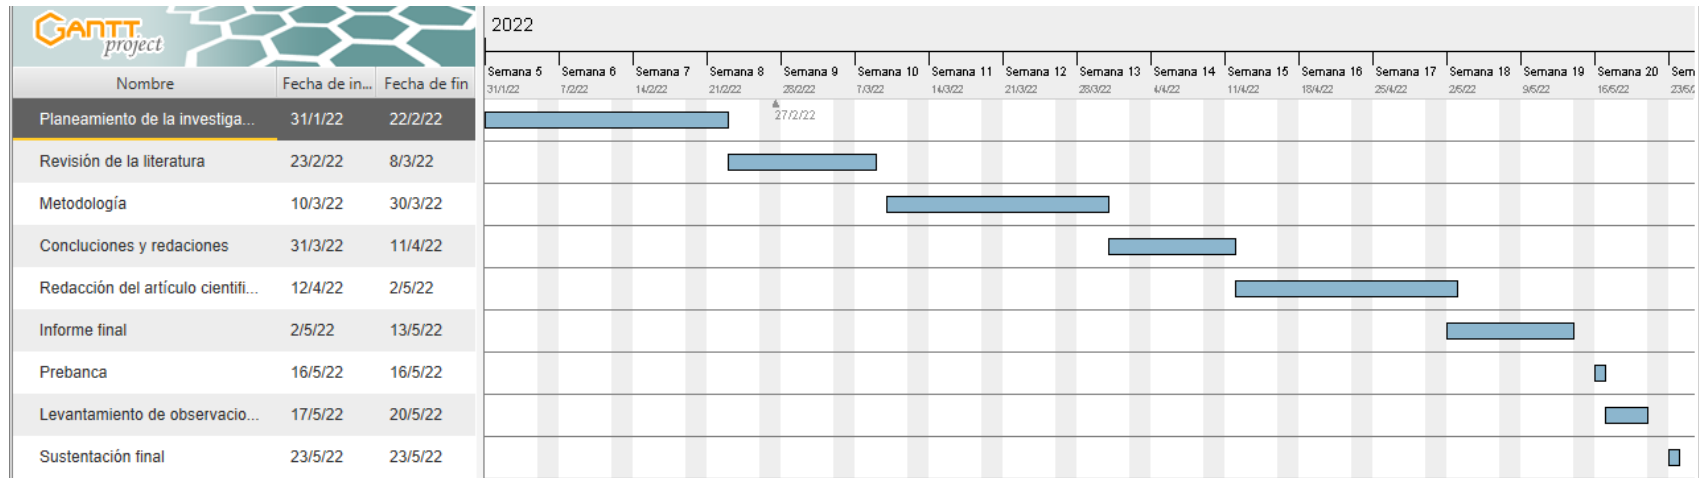 GANTT
project
2022
Nombre Fecha de in... Fecha de fin
Semana 5 Semana 6 Semana 7 Semana 8 Semana 9 Semana 10 Semana 11 Semana 12 Semana 13 Semana 14 Semana 15 Semana 16 Semana 17 Semana 18 Semana 19 Semana 20 Sem
31/1/22 7/2/22 14/2/22 21/2/22 28/2/22 7/3/22 14/3/22 21/3/22 28/3/22 4/4/22 11/4/22 18/4/22 25/4/22 2/5/22 9/5/22 16/5/22 23/5/2
27/2/22
Planeamiento de la investiga... 31/1/22 22/2/22
Revisión de la literatura 23/2/22 8/3/22
Metodología 10/3/22 30/3/22
Concluciones y redaciones 31/3/22 11/4/22
Redacción del artículo cientifi... 12/4/22 2/5/22
Informe final 2/5/22 13/5/22
Prebanca 16/5/22 16/5/22
Levantamiento de observacio... 17/5/22 20/5/22
Sustentación final 23/5/22 23/5/22